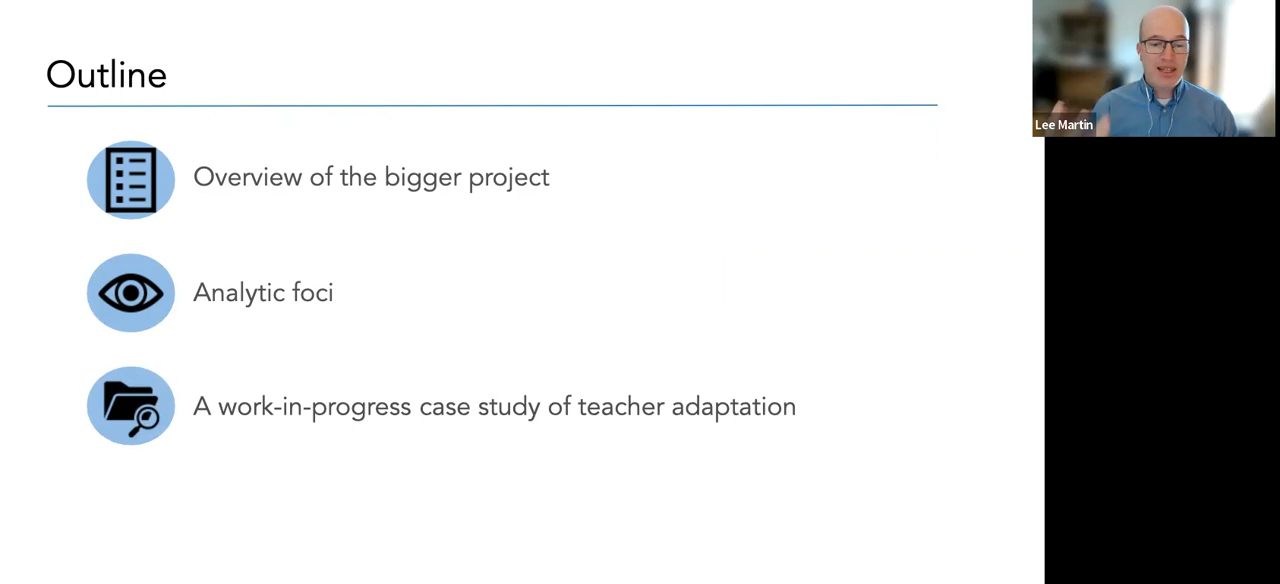 Outline
Lee Martin
Overview of the bigger project
Analytic foci
A work-in-progress case study of teacher adaptation